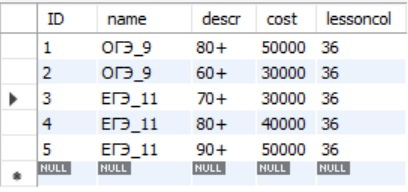 ID name descr cost lessoncol
1 ОГЭ_9 80+ 50000 36
2 ОГЭ_9 60+ 30000 36
3 ЕГЭ_11 70+ 30000 36
4 ЕГЭ_11 80+ 40000 36
5 ЕГЭ_11 90+ 50000 36
NULL NULL NULL NULL NULL